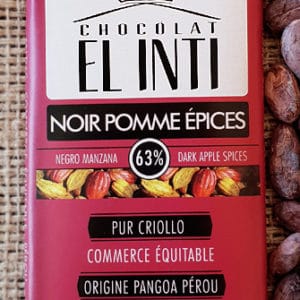 CHOCOLAT
EL INTI
NOIR POMME ÉPICES
NEGRO MANZANA 63% DARK APPLE SPICES
PUR CRIOLLO
COMMERCE ÉQUITABLE
ORIGINE PANGOA PÉROU